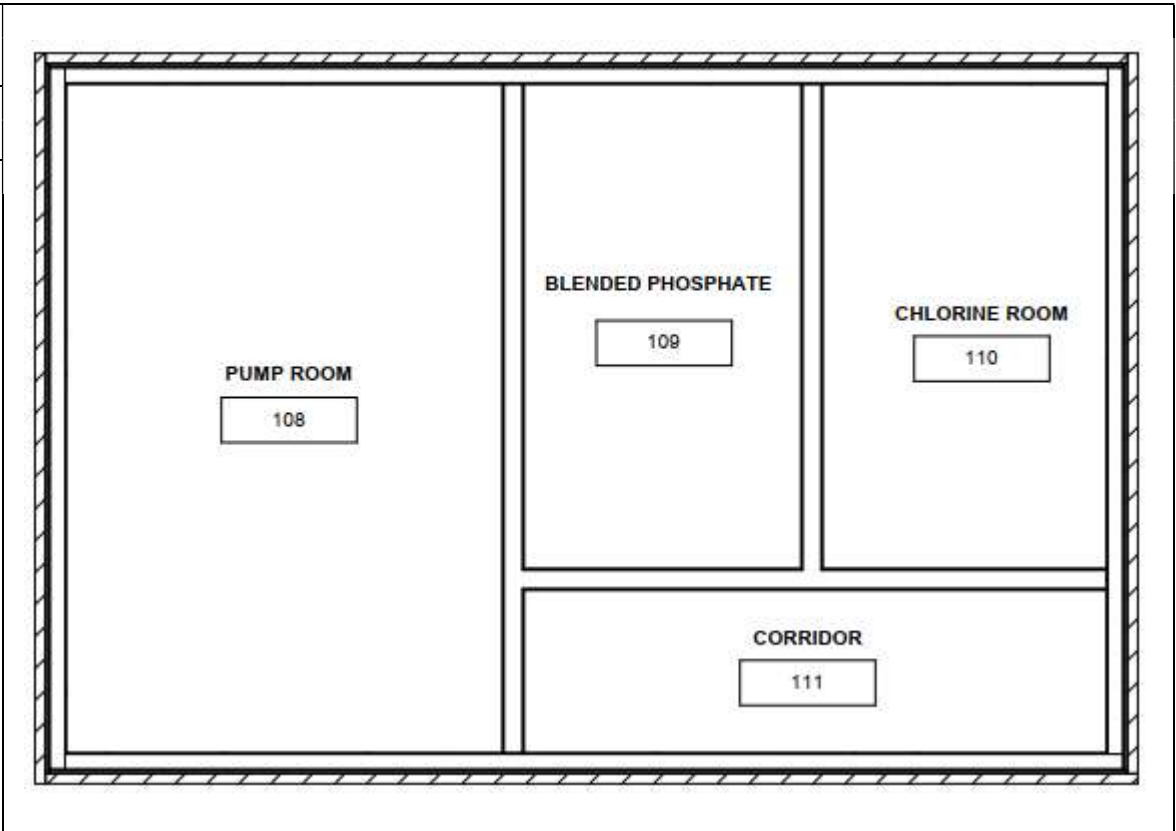 BLENDED PHOSPHATE
109
CHLORINE ROOM
110
PUMP ROOM
108
CORRIDOR
111